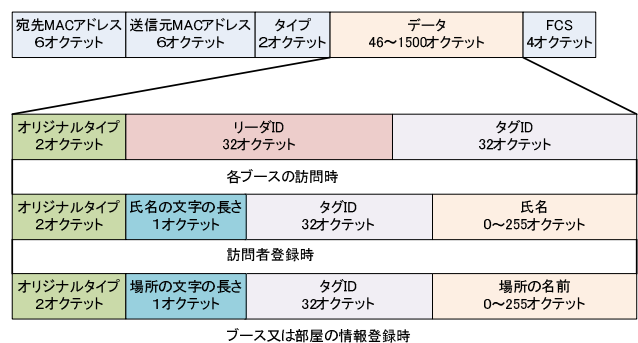 宛先MACアドレス 送信元MACアドレス タイプ データ FCS
6オクテット 6オクテット 2オクテット 46～1500オクテット 4オクテット
オリジナルタイプ リーダID タグID
2オクテット 32オクテット 32オクテット
各ブースの訪問時
オリジナルタイプ 氏名の文字の長さ タグID 氏名
2オクテット 1オクテット 32オクテット 0～255オクテット
訪問者登録時
オリジナルタイプ 場所の文字の長さ タグID 場所の名前
2オクテット 1オクテット 32オクテット 0～255オクテット
ブース又は部屋の情報登録時